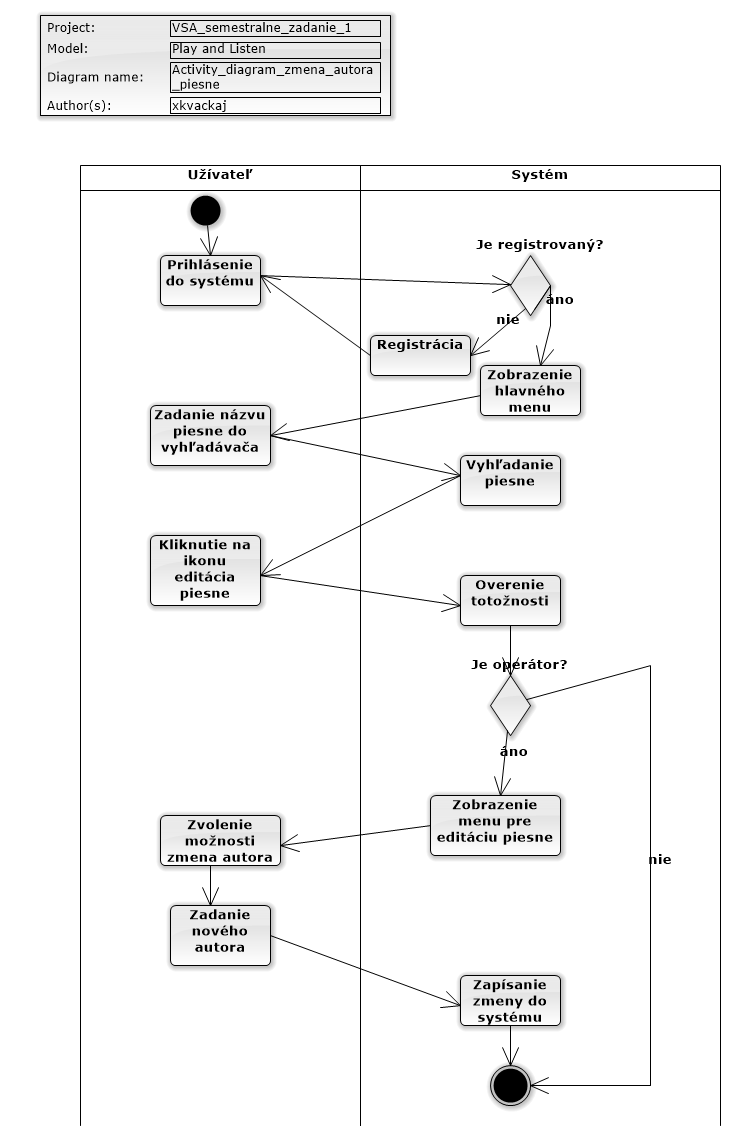 Project: VSA_semestralne_zadanie_1
Model: Play and Listen
Diagram name: Activity_diagram_zmena_autora
_piesne
Author(s): xkvackaj
Užívateľ Systém
Je registrovaný?
Prihlásenie
do systému
áno
nie
Registrácia
Zobrazenie
hlavného
menu
Zadanie názvu
piesne do
vyhľadávača
Vyhľadanie
piesne
Kliknutie na
ikonu
editácia
piesne
Overenie
totožnosti
Je operátor?
áno
Zobrazenie
menu pre
editáciu piesne
Zvolenie
možnosti
zmena autora
nie
Zadanie
nového
autora
Zapísanie
zmeny do
systému